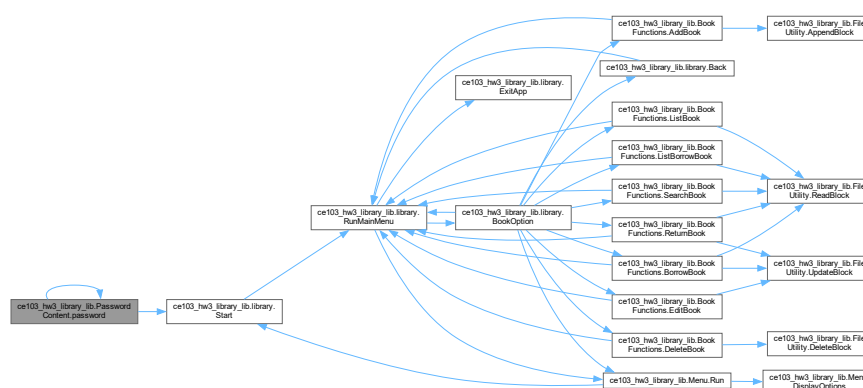 ce103_hw3_library_lib.Book
Functions.AddBook
ce103_hw3_library_lib.File
Utility.AppendBlock
ce103_hw3_library_lib.library.Back
ce103_hw3_library_lib.library.
ExitApp
ce103_hw3_library_lib.Book
Functions.ListBook
ce103_hw3_library_lib.Book
Functions.ListBorrowBook
ce103_hw3_library_lib.Book
Functions.SearchBook
ce103_hw3_library_lib.File
Utility.ReadBlock
ce103_hw3_library_lib.library.
RunMainMenu
ce103_hw3_library_lib.library.
BookOption
ce103_hw3_library_lib.Book
Functions.ReturnBook
ce103_hw3_library_lib.Book
Functions.BorrowBook
ce103_hw3_library_lib.File
Utility.UpdateBlock
ce103_hw3_library_lib.Password
Content.password
ce103_hw3_library_lib.library.
Start
ce103_hw3_library_lib.Book
Functions.EditBook
ce103_hw3_library_lib.Book
Functions.DeleteBook
ce103_hw3_library_lib.File
Utility.DeleteBlock
ce103_hw3_library_lib.Menu.Run
ce103_hw3_library_lib.Menu
DisplayOptions